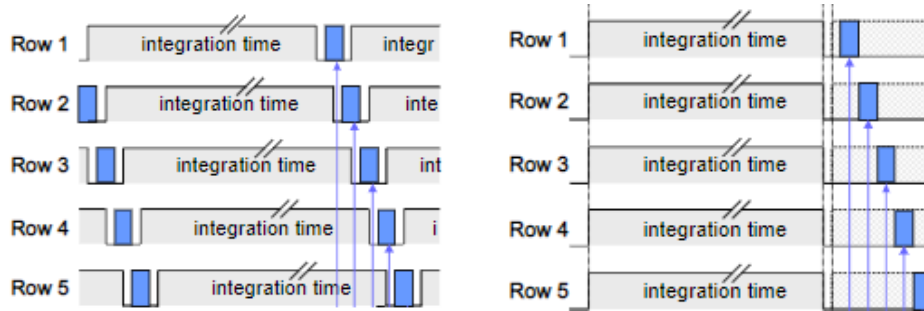 Row 1 integration time integr
Row 2 integration time inte
Row 3 integration time int
Row 4 integration time i
Row 5 integration time
Row 1 integration time
Row 2 integration time
Row 3 integration time
Row 4 integration time
Row 5 integration time